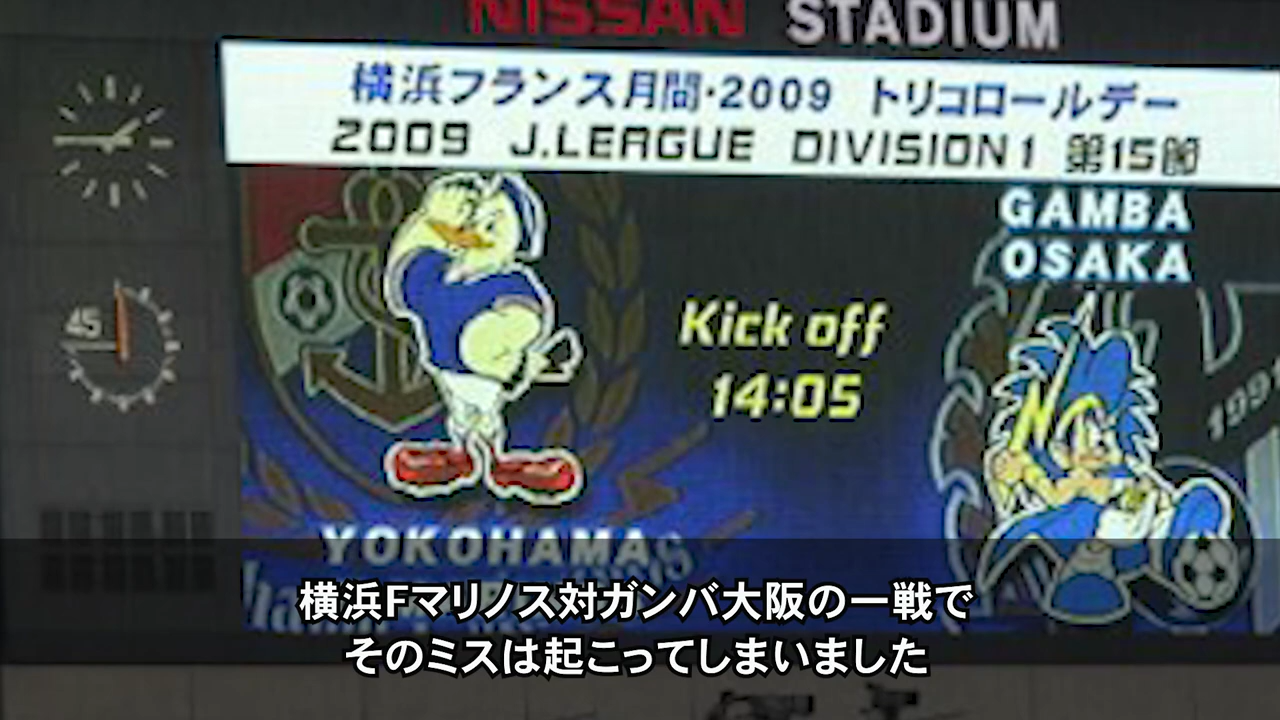 NISSAN STADIUM
横浜フランス月間・2009 トリコロールデー
2009 J.LEAGUE DIVISION 1 第15節
GAMBA
OSAKA
Kick off
14:05
45
1991
YOKOHAMA
横浜Fマリノス対ガンバ大阪の一戦で
そのミスは起こってしまいました